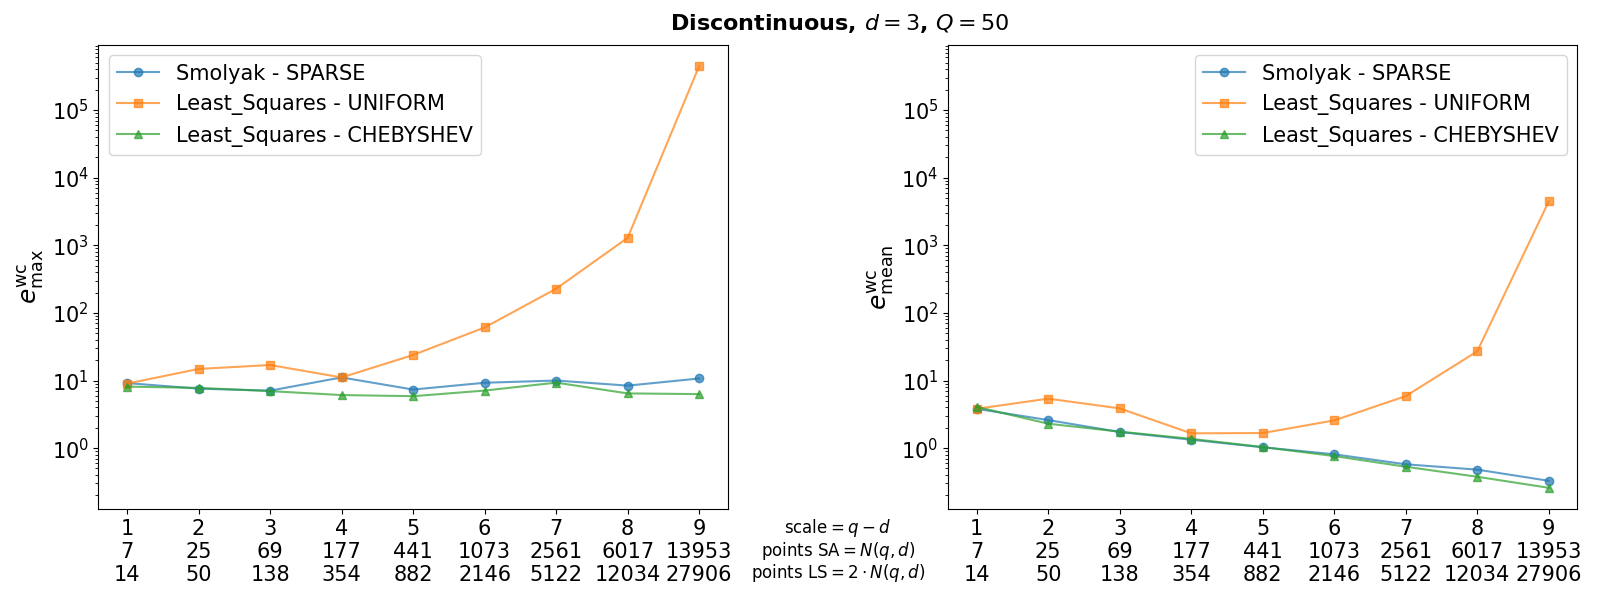 Discontinuous, d = 3, Q = 50
Smolyak - SPARSE
Least_Squares - UNIFORM
Least_Squares - CHEBYSHEV
10^5
10^4
10^3
10^2
10^1
10^0
e^wc_max
1 2 3 4 5 6 7 8 9
7 25 69 177 441 1073 2561 6017 13953
14 50 138 354 882 2146 5122 12034 27906
scale = q − d
points SA = N(q, d)
points LS = 2 · N(q, d)
Smolyak - SPARSE
Least_Squares - UNIFORM
Least_Squares - CHEBYSHEV
10^5
10^4
10^3
10^2
10^1
10^0
e^wc_mean
1 2 3 4 5 6 7 8 9
7 25 69 177 441 1073 2561 6017 13953
14 50 138 354 882 2146 5122 12034 27906